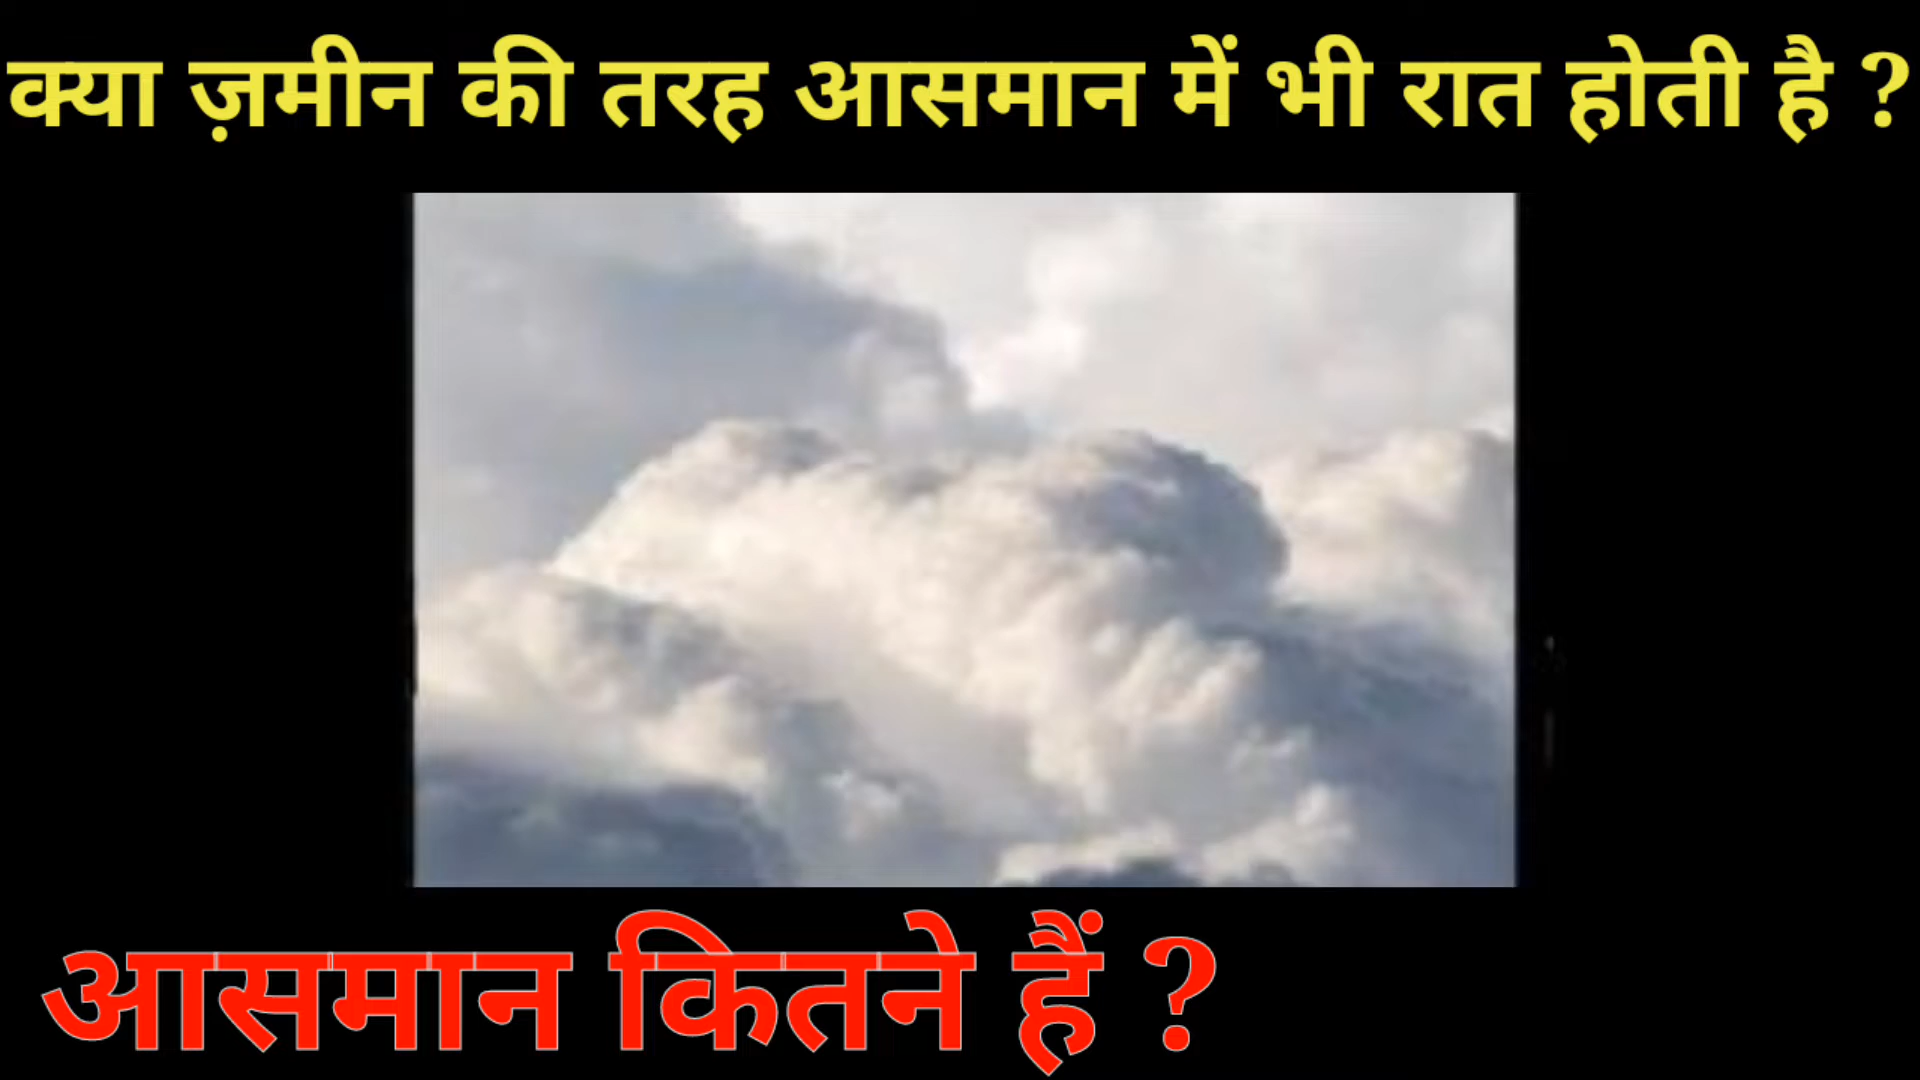 क्या ज़मीन की तरह आसमान में भी रात होती है ?
आसमान कितने हैं ?